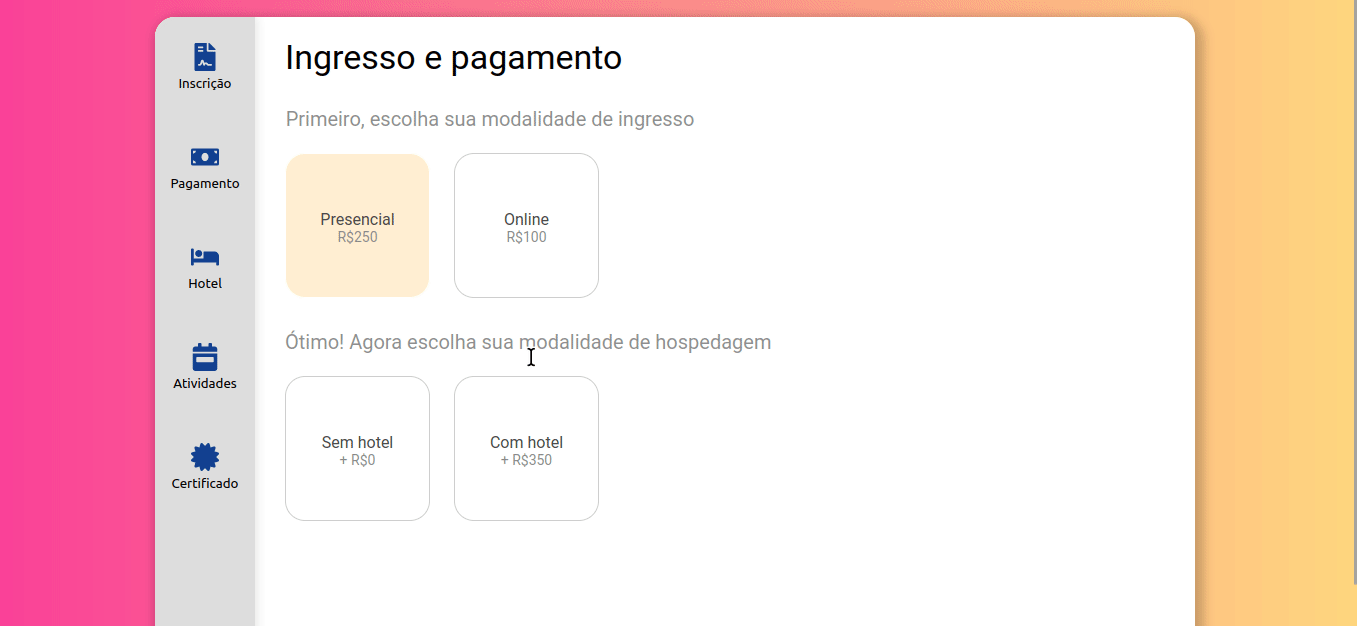 Inscrição
Pagamento
Hotel
Atividades
Certificado
Ingresso e pagamento
Primeiro, escolha sua modalidade de ingresso
Presencial
R$250
Online
R$100
Ótimo! Agora escolha sua modalidade de hospedagem
Sem hotel
+ R$0
Com hotel
+ R$350